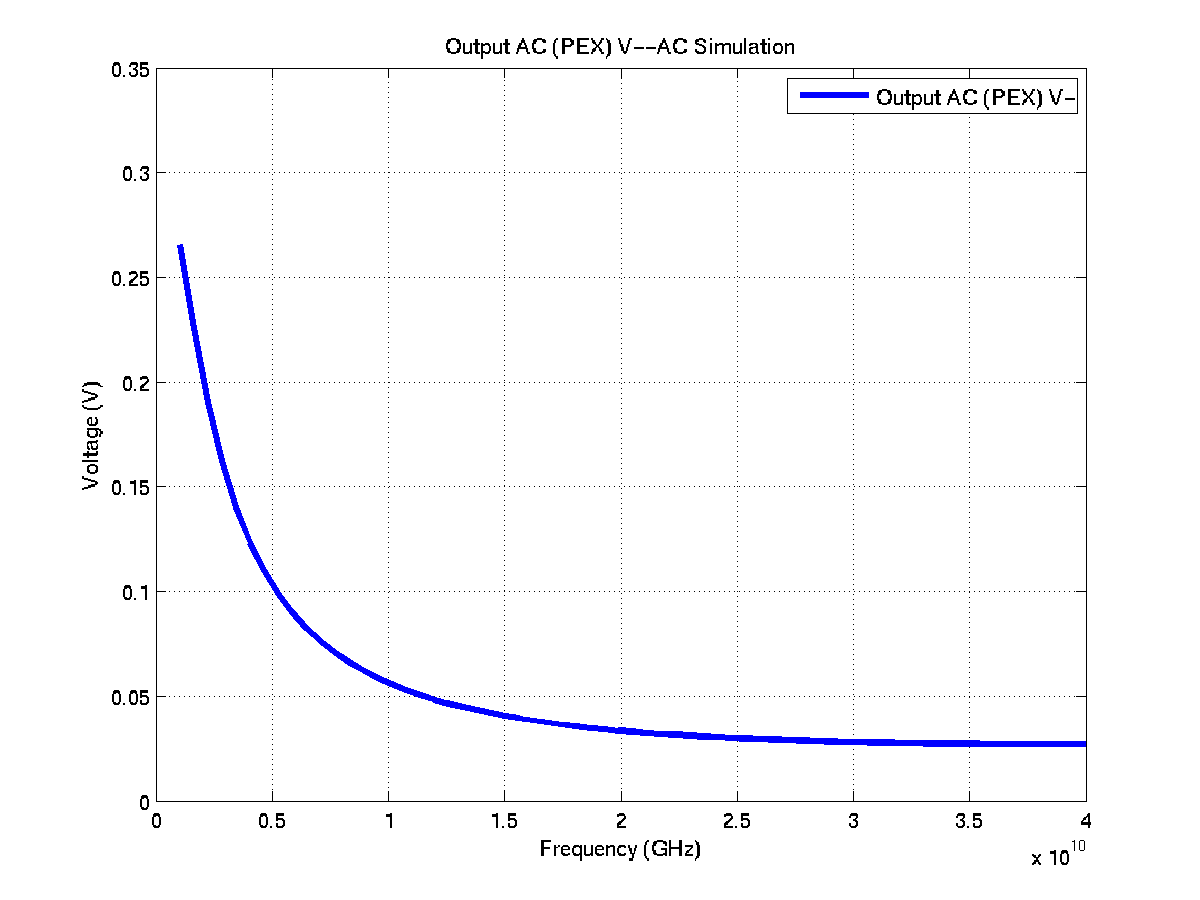 Output AC (PEX) V--AC Simulation
Output AC (PEX) V-
0.35
0.3
0.25
0.2
0.15
0.1
0.05
0
Voltage (V)
0 0.5 1 1.5 2 2.5 3 3.5 4
Frequency (GHz)
x 10^10